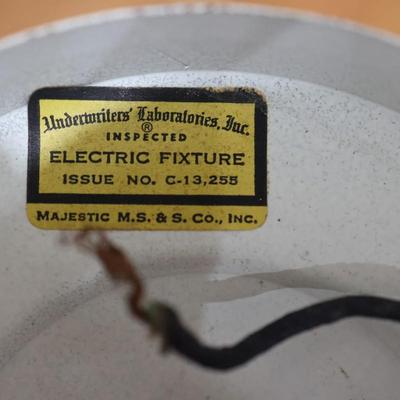 Underwriters' Laboratories, Inc.
®
INSPECTED
ELECTRIC FIXTURE
ISSUE NO. C-13,255
MAJESTIC M.S. & S. CO., INC.